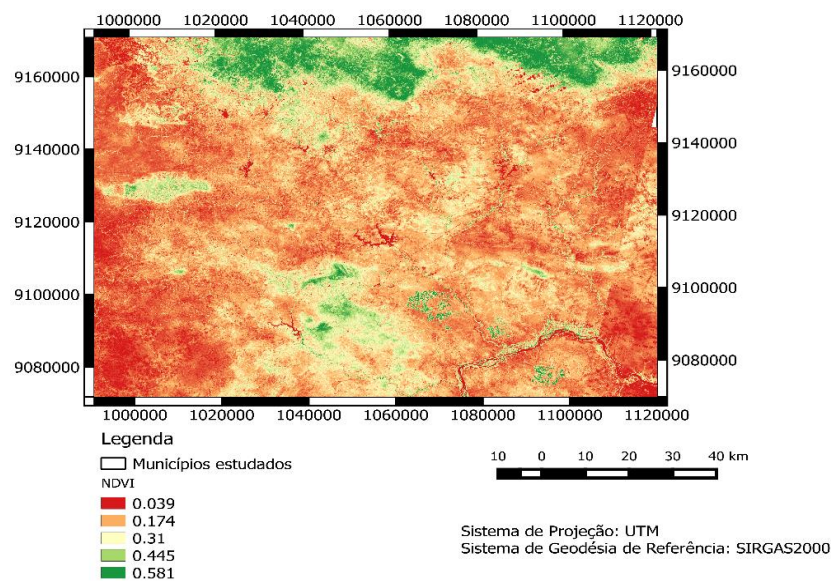 1000000 1020000 1040000 1060000 1080000 1100000 1120000
9160000 9160000
9140000 9140000
9120000 9120000
9100000 9100000
9080000 9080000
1000000 1020000 1040000 1060000 1080000 1100000 1120000
Legenda
Municípios estudados
NDVI
0.039
0.174
0.31
0.445
0.581
10 0 10 20 30 40 km
Sistema de Projeção: UTM
Sistema de Geodésia de Referência: SIRGAS2000